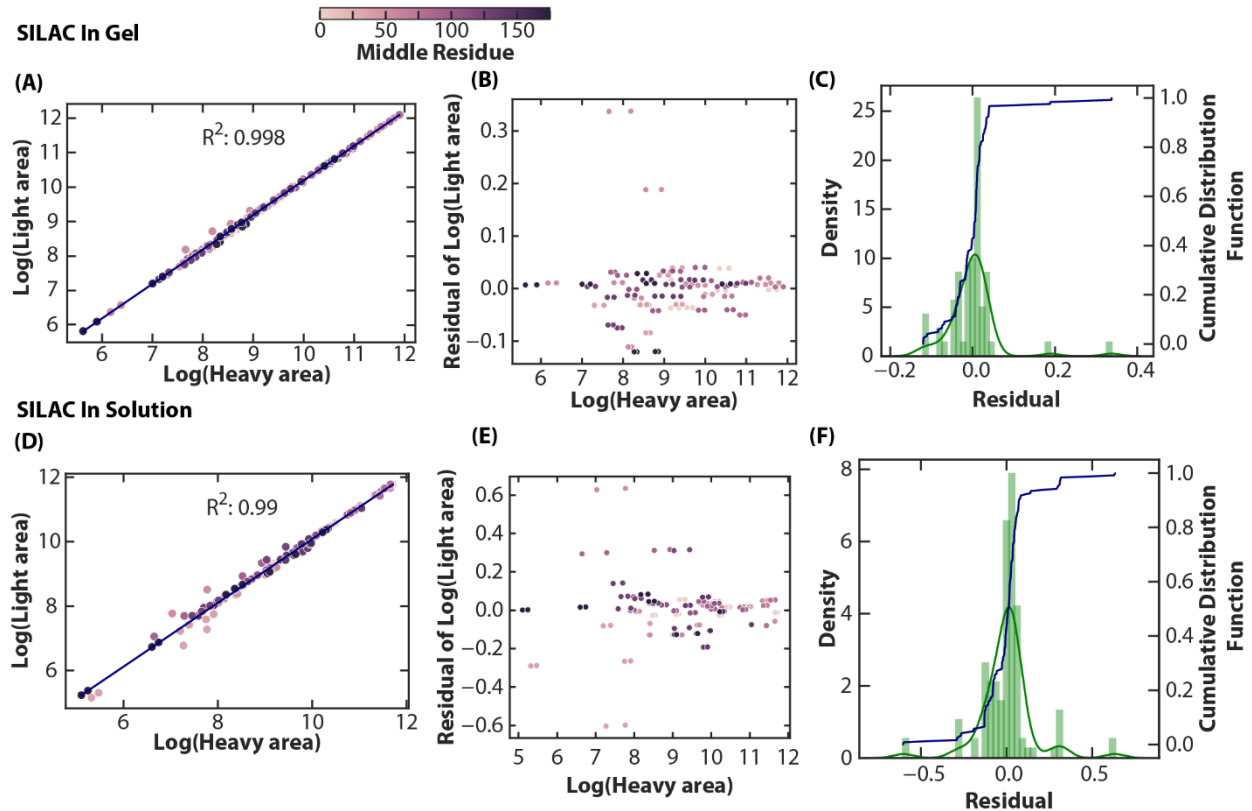 SILAC In Gel
0 50 100 150
Middle Residue
(A)
12
11
10
9
8
7
6
Log(Light area)
R2: 0.998
6 7 8 9 10 11 12
Log(Heavy area)
(B)
0.3
0.2
0.1
0.0
−0.1
Residual of Log(Light area)
6 7 8 9 10 11 12
Log(Heavy area)
(C)
25
20
15
10
5
0
Density
1.0
0.8
0.6
0.4
0.2
0.0
Cumulative Distribution
Function
−0.2 0.0 0.2 0.4
Residual
SILAC In Solution
(D)
12
10
8
6
Log(Light area)
R2: 0.99
6 8 10 12
Log(Heavy area)
(E)
0.6
0.4
0.2
0.0
−0.2
−0.4
−0.6
Residual of Log(Light area)
5 6 7 8 9 10 11 12
Log(Heavy area)
(F)
8
6
4
2
0
Density
1.0
0.8
0.6
0.4
0.2
0.0
Cumulative Distribution
Function
−0.5 0.0 0.5
Residual